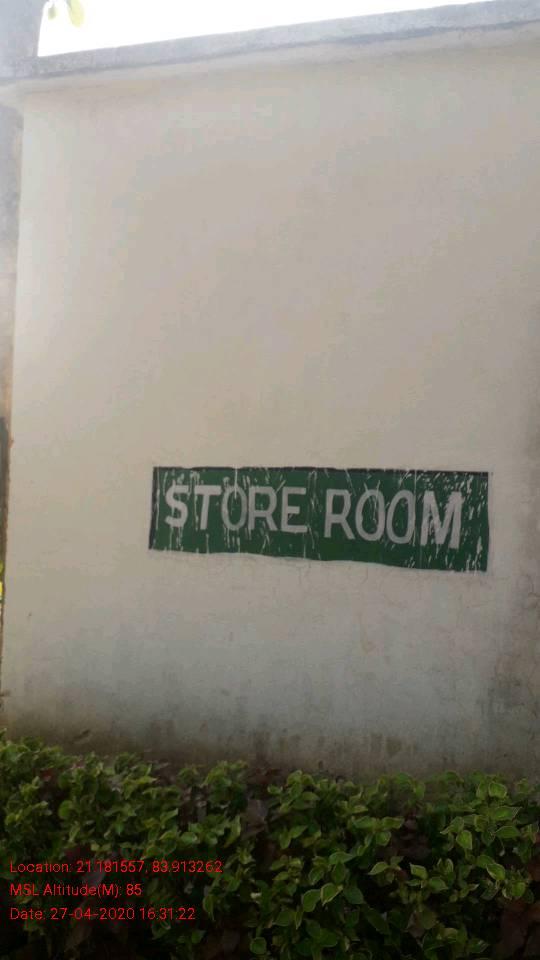 STORE ROOM
Location: 21.181557, 83.913262
MSL Altitude(M): 85
Date: 27-04-2020 16:31:22